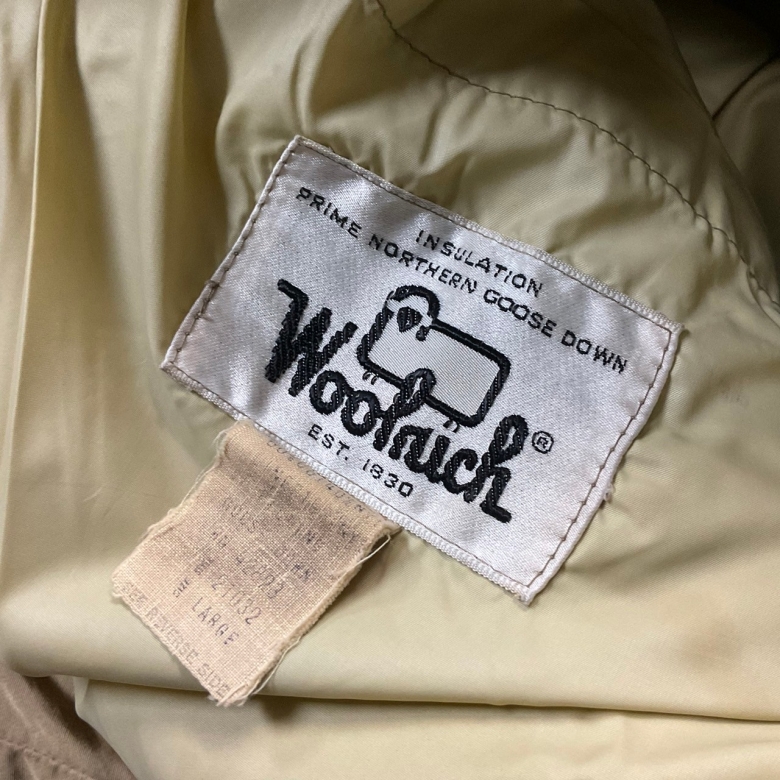 INSULATION
PRIME NORTHERN GOOSE DOWN
Woolrich®
EST. 1830
LARGE
SEE REVERSE SIDE